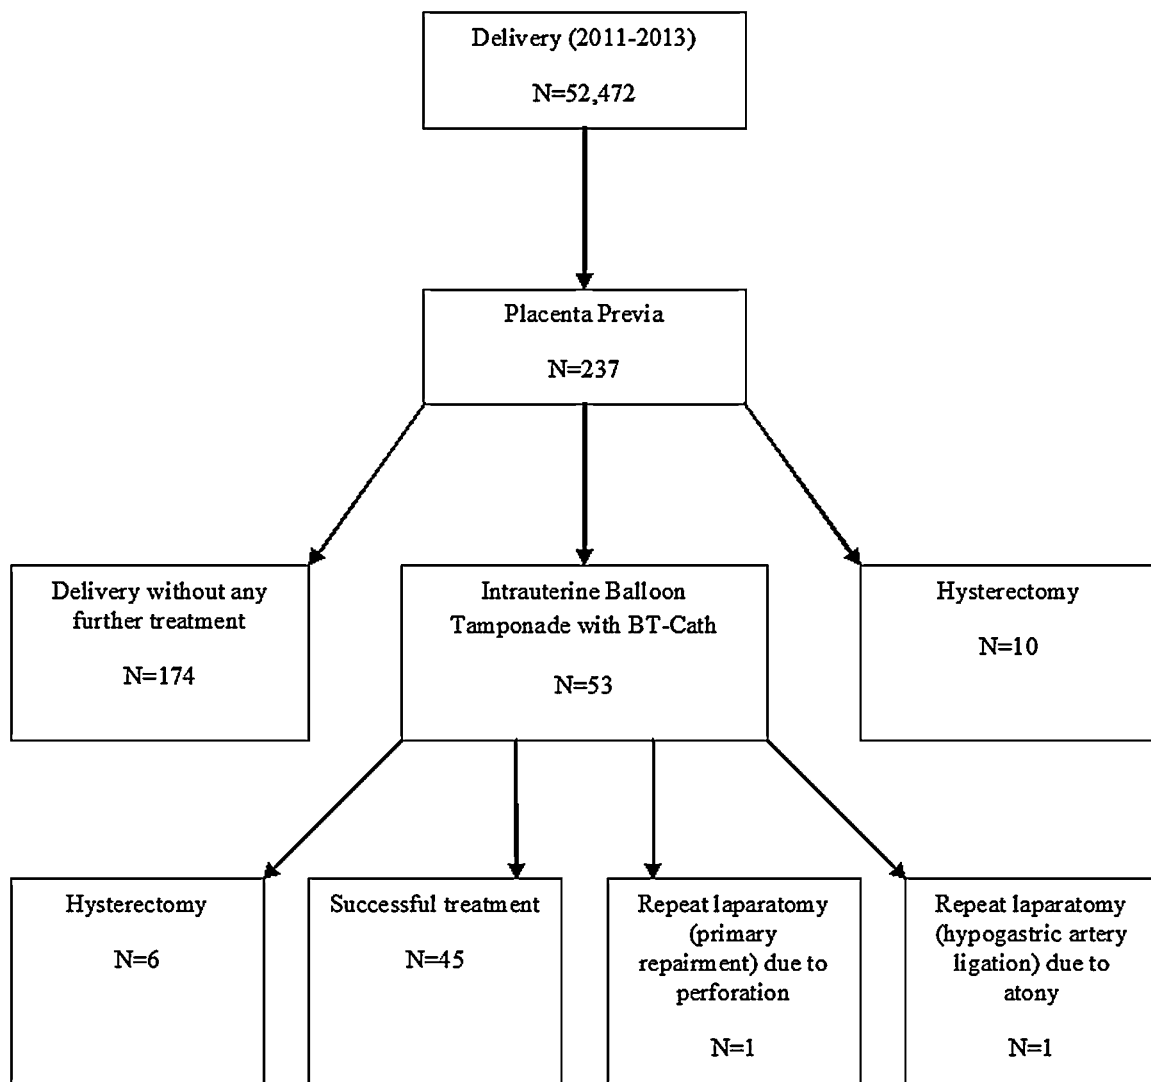 Delivery (2011-2013)
N=52,472
Placenta Previa
N=237
Delivery without any
further treatment
N=174
Intrauterine Balloon
Tamponade with BT-Cath
N=53
Hysterectomy
N=10
Hysterectomy
N=6
Successful treatment
N=45
Repeat laparatomy
(primary
repairment) due to
perforation
N=1
Repeat laparatomy
(hypogastric artery
ligation) due to
atony
N=1